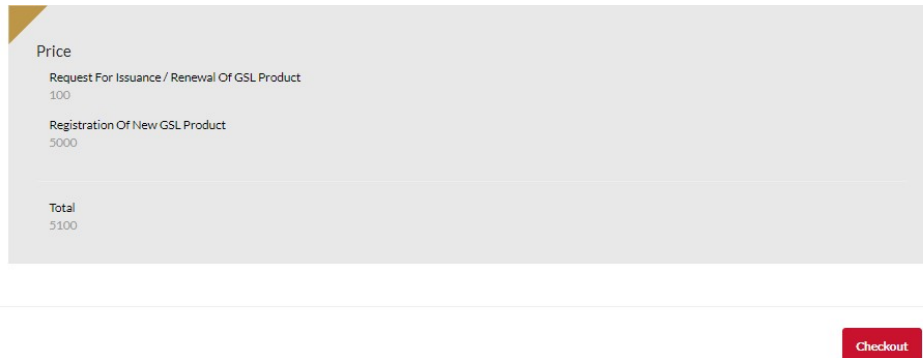 Price
Request For Issuance / Renewal Of GSL Product
100
Registration Of New GSL Product
5000
Total
5100
Checkout